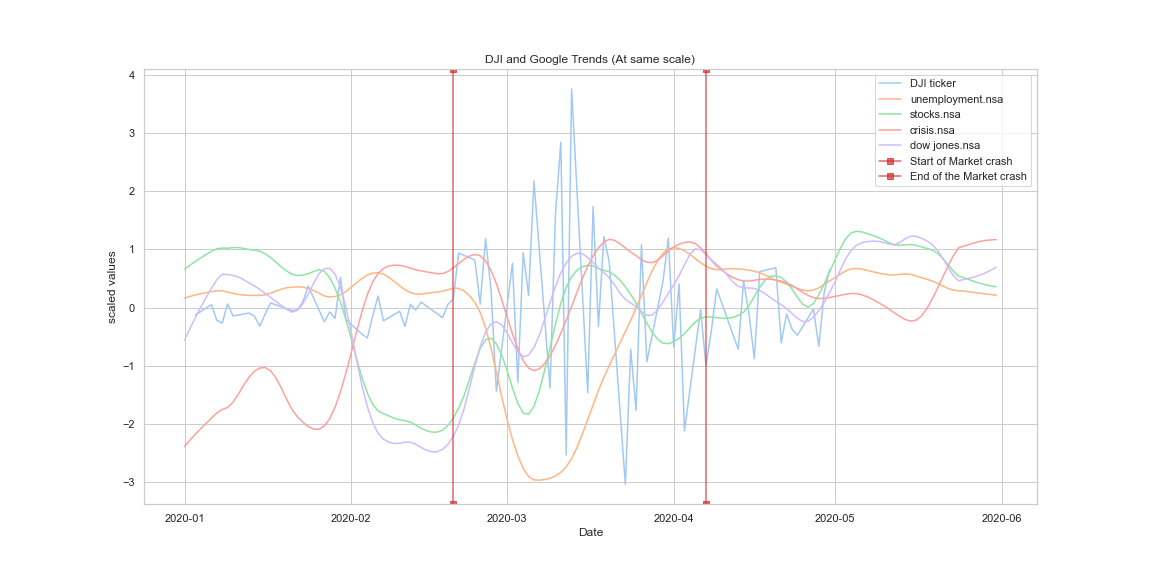 DJI and Google Trends (At same scale)
4
3
2
1
0
−1
−2
−3
scaled values
DJI ticker
unemployment.nsa
stocks.nsa
crisis.nsa
dow jones.nsa
Start of Market crash
End of the Market crash
2020-01 2020-02 2020-03 2020-04 2020-05 2020-06
Date